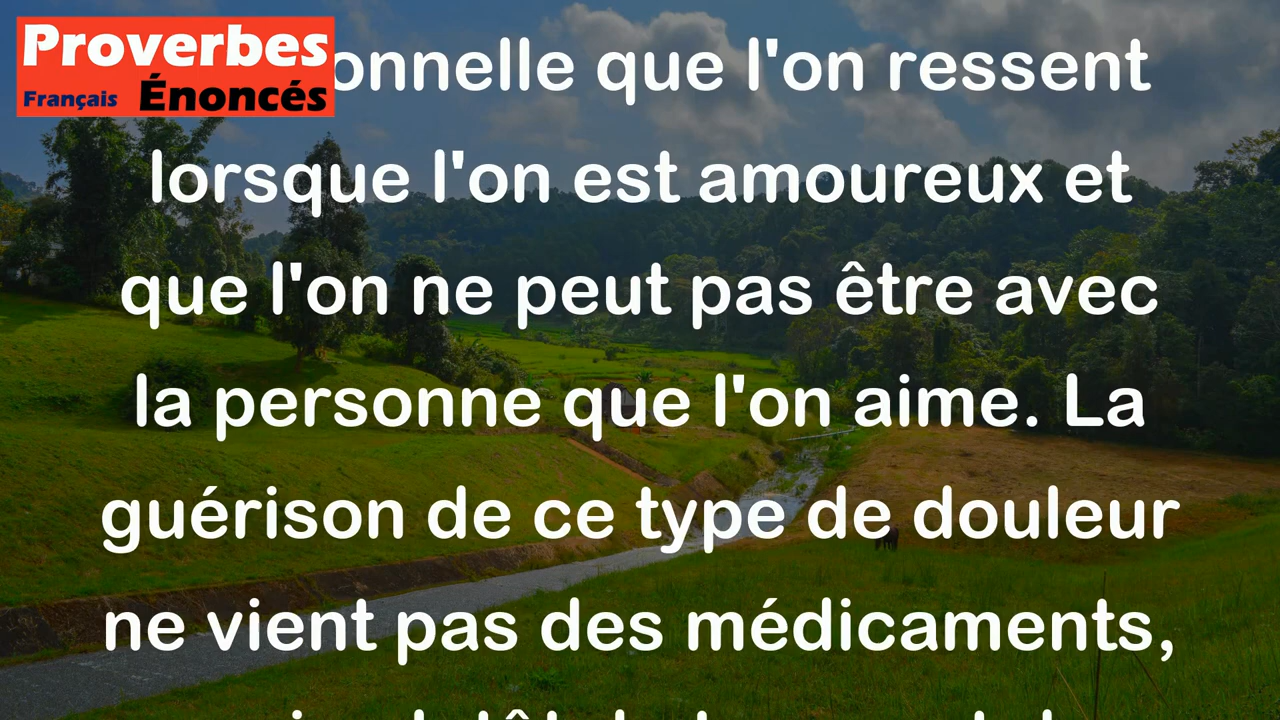 Proverbes
Français Énoncés
onnelle que l'on ressent
lorsque l'on est amoureux et
que l'on ne peut pas être avec
la personne que l'on aime. La
guérison de ce type de douleur
ne vient pas des médicaments,